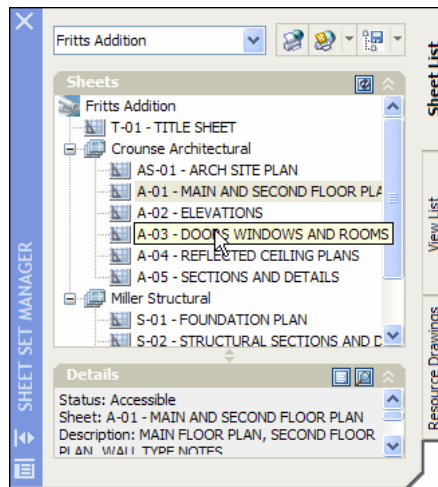 Fritts Addition
Sheets
Fritts Addition
T-01 - TITLE SHEET
Crounse Architectural
AS-01 - ARCH SITE PLAN
A-01 - MAIN AND SECOND FLOOR PLA
A-02 - ELEVATIONS
A-03 - DOORS WINDOWS AND ROOMS
A-04 - REFLECTED CEILING PLANS
A-05 - SECTIONS AND DETAILS
Miller Structural
S-01 - FOUNDATION PLAN
S-02 - STRUCTURAL SECTIONS AND D
Details
Status: Accessible
Sheet: A-01 - MAIN AND SECOND FLOOR PLAN
Description: MAIN FLOOR PLAN, SECOND FLOOR
PLAN, WALL TYPE NOTES
SHEET SET MANAGER
Sheet List
View List
Resource Drawings